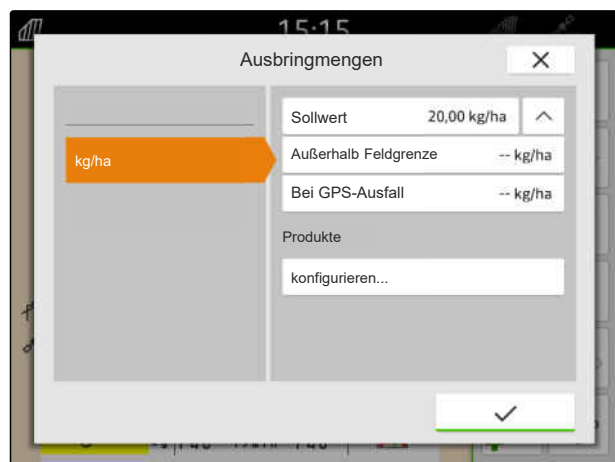 15:15
Ausbringmengen
kg/ha
Sollwert 20,00 kg/ha
Außerhalb Feldgrenze -- kg/ha
Bei GPS-Ausfall -- kg/ha
Produkte
konfigurieren...